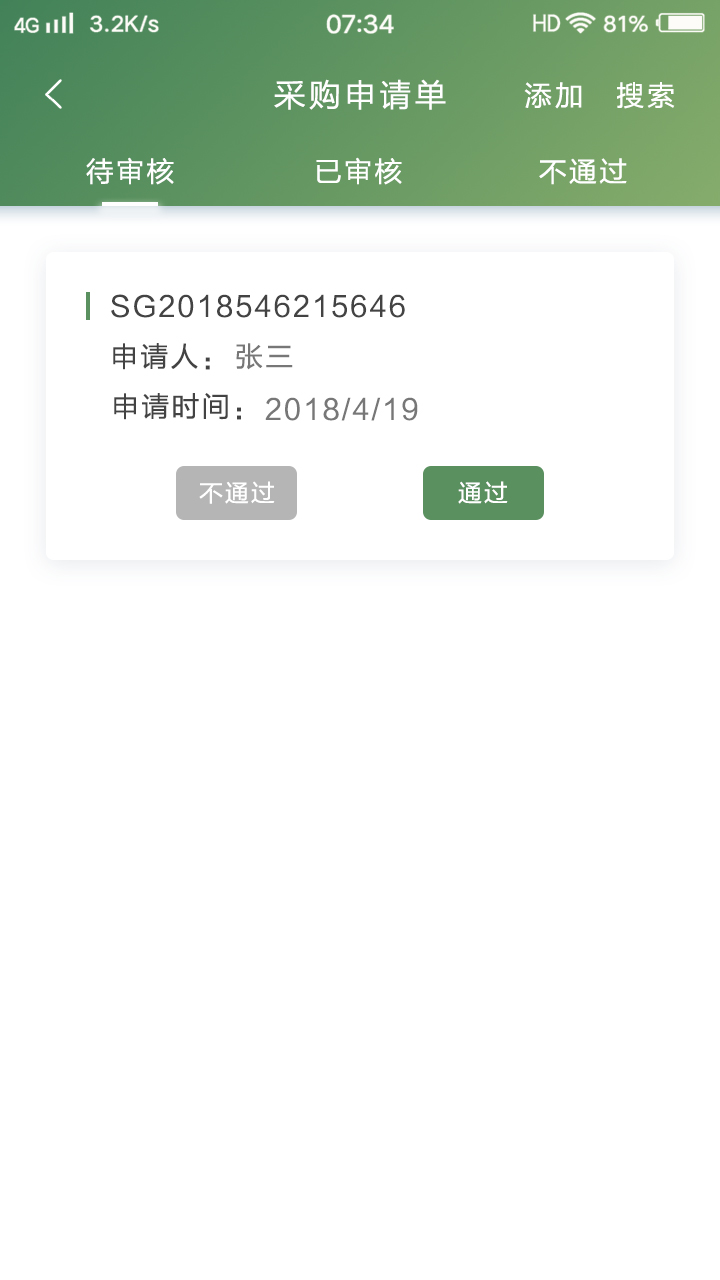 4G 3.2K/s 07:34 HD 81%
采购申请单 添加 搜索
待审核 已审核 不通过
SG2018546215646
申请人：张三
申请时间：2018/4/19
不通过 通过